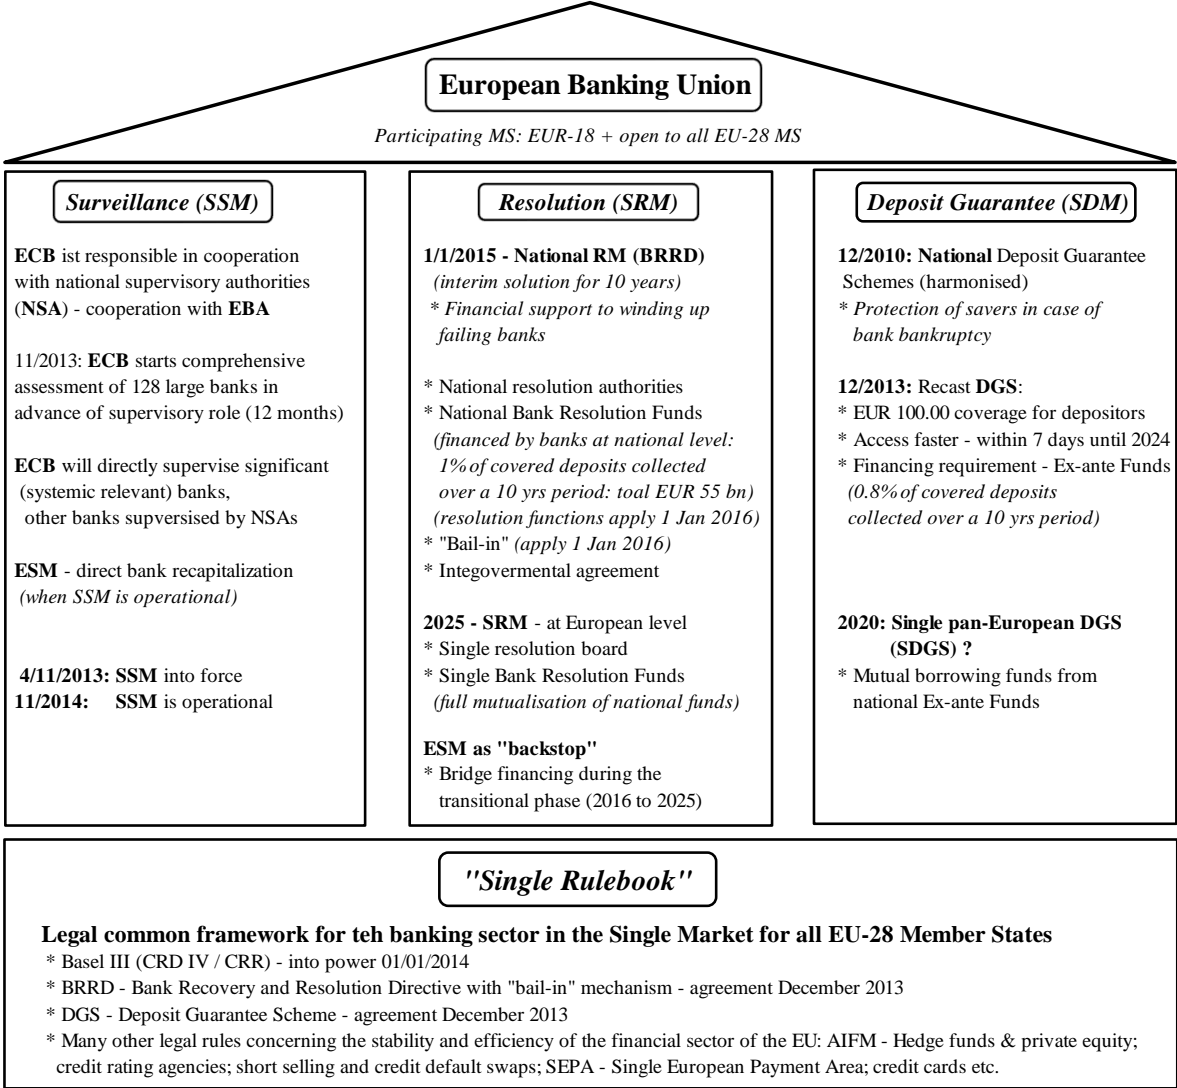 European Banking Union
Participating MS: EUR-18 + open to all EU-28 MS
Surveillance (SSM)
ECB ist responsible in cooperation
with national supervisory authorities
(NSA) - cooperation with EBA
11/2013: ECB starts comprehensive
assessment of 128 large banks in
advance of supervisory role (12 months)
ECB will directly supervise significant
(systemic relevant) banks,
other banks supversised by NSAs
ESM - direct bank recapitalization
(when SSM is operational)
4/11/2013: SSM into force
11/2014: SSM is operational
Resolution (SRM)
1/1/2015 - National RM (BRRD)
(interim solution for 10 years)
* Financial support to winding up
failing banks
* National resolution authorities
* National Bank Resolution Funds
(financed by banks at national level:
1% of covered deposits collected
over a 10 yrs period: toal EUR 55 bn)
(resolution functions apply 1 Jan 2016)
* "Bail-in" (apply 1 Jan 2016)
* Integovermental agreement
2025 - SRM - at European level
* Single resolution board
* Single Bank Resolution Funds
(full mutualisation of national funds)
ESM as "backstop"
* Bridge financing during the
transitional phase (2016 to 2025)
Deposit Guarantee (SDM)
12/2010: National Deposit Guarantee
Schemes (harmonised)
* Protection of savers in case of
bank bankruptcy
12/2013: Recast DGS:
* EUR 100.00 coverage for depositors
* Access faster - within 7 days until 2024
* Financing requirement - Ex-ante Funds
(0.8% of covered deposits
collected over a 10 yrs period)
2020: Single pan-European DGS
(SDGS) ?
* Mutual borrowing funds from
national Ex-ante Funds
"Single Rulebook"
Legal common framework for teh banking sector in the Single Market for all EU-28 Member States
* Basel III (CRD IV / CRR) - into power 01/01/2014
* BRRD - Bank Recovery and Resolution Directive with "bail-in" mechanism - agreement December 2013
* DGS - Deposit Guarantee Scheme - agreement December 2013
* Many other legal rules concerning the stability and efficiency of the financial sector of the EU: AIFM - Hedge funds & private equity;
credit rating agencies; short selling and credit default swaps; SEPA - Single European Payment Area; credit cards etc.